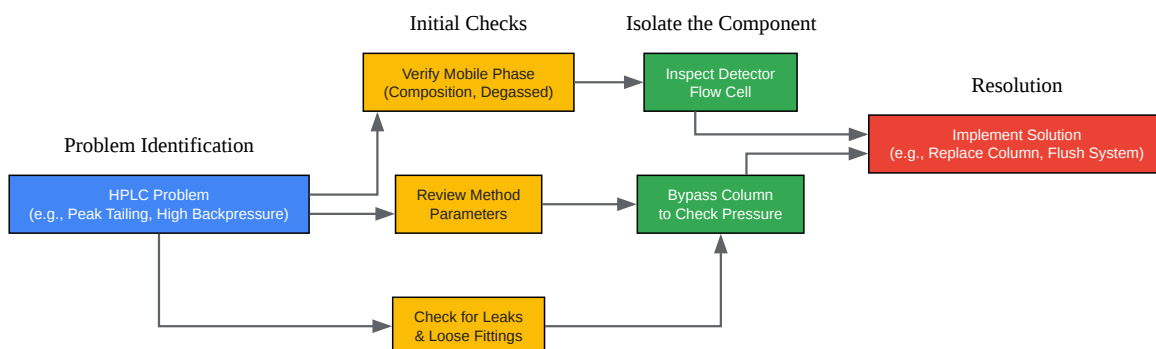 Initial Checks
Isolate the Component
Verify Mobile Phase
(Composition, Degassed)
Inspect Detector
Flow Cell
Resolution
Problem Identification
Implement Solution
(e.g., Replace Column, Flush System)
HPLC Problem
(e.g., Peak Tailing, High Backpressure)
Review Method
Parameters
Bypass Column
to Check Pressure
Check for Leaks
& Loose Fittings